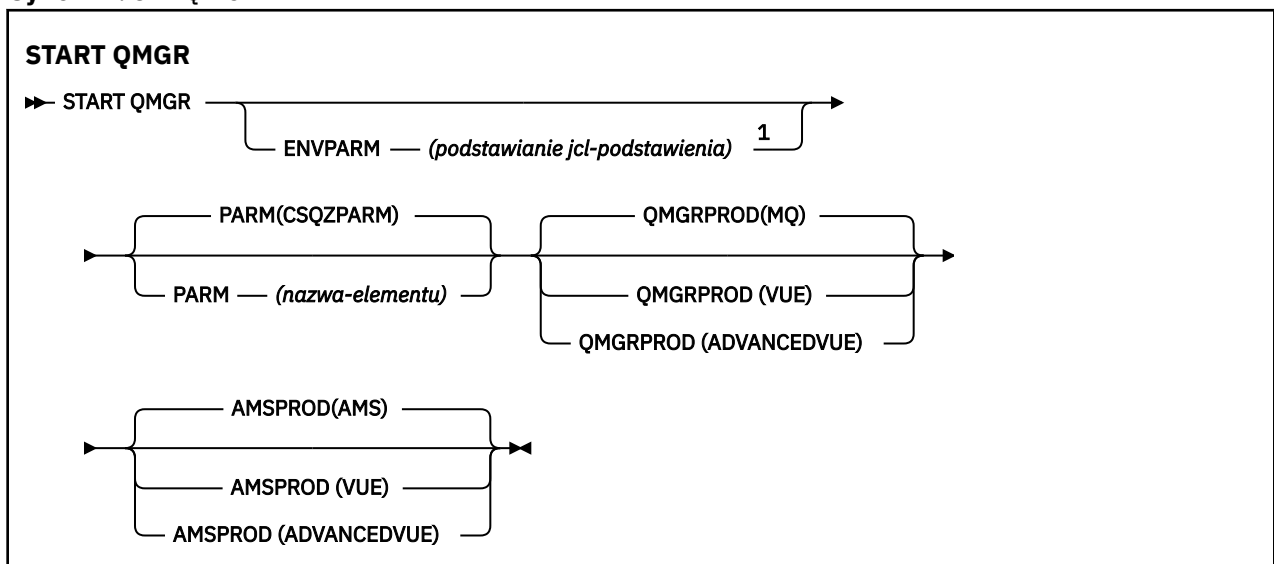 START QMGR
START QMGR
ENVPARM (podstawianie jcl-podstawienia) 1
PARM(CSQZPARM) QMGRPROD(MQ)
PARM (nazwa-elementu) QMGRPROD (VUE)
QMGRPROD (ADVANCEDVUE)
AMSPROD(AMS)
AMSPROD (VUE)
AMSPROD (ADVANCEDVUE)